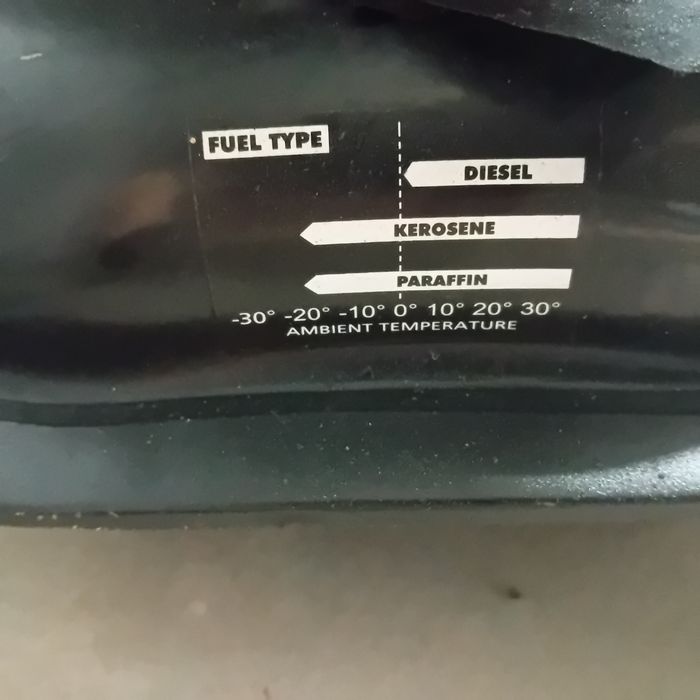 FUEL TYPE
DIESEL
KEROSENE
PARAFFIN
-30° -20° -10° 0° 10° 20° 30°
AMBIENT TEMPERATURE